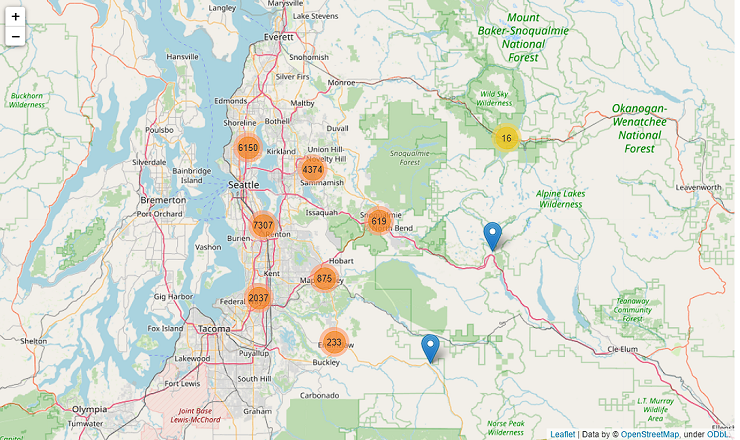 Langley
Marysville
Lake Stevens
+
−
Everett
Mount
Baker-Snoqualmie
National
Forest
Hansville
Snohomish
Silver Firs
Monroe
Buckhorn
Wilderness
Edmonds
Maltby
Wild Sky
Wilderness
Okanogan-
Wenatchee
National
Forest
Poulsbo
Shoreline
Bothell
Duvall
16
6150
Kirkland
Union Hill-
Novelty Hill
Snoqualmie
Forest
Silverdale
4374
Bainbridge
Island
Seattle
Sammamish
Leavenworth
Bremerton
Alpine Lakes
Wilderness
Port Orchard
Issaquah
619
7307
North Bend
Burien
Vashon
Kent
Hobart
875
Gig Harbor
2037
Federal
Teanaway
Community
Forest
Fox Island
Tacoma
Shelton
233
Cle Elum
Lakewood
Puyallup
Buckley
Fort Lewis
South Hill
Carbonado
Olympia
Tumwater
Joint Base
Lewis-McChord
Graham
L.T. Murray
Wildlife
Area
Norse Peak
Wilderness
Capitol
Leaflet | Data by © OpenStreetMap, under ODbL.